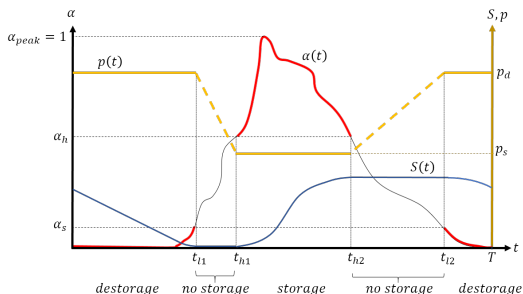 α
S, p
α_peak = 1
p(t)
α(t)
p_d
α_h
p_s
S(t)
α_s
t_l1
t_h1
t_h2
t_l2
T
t
destorage
no storage
storage
no storage
destorage